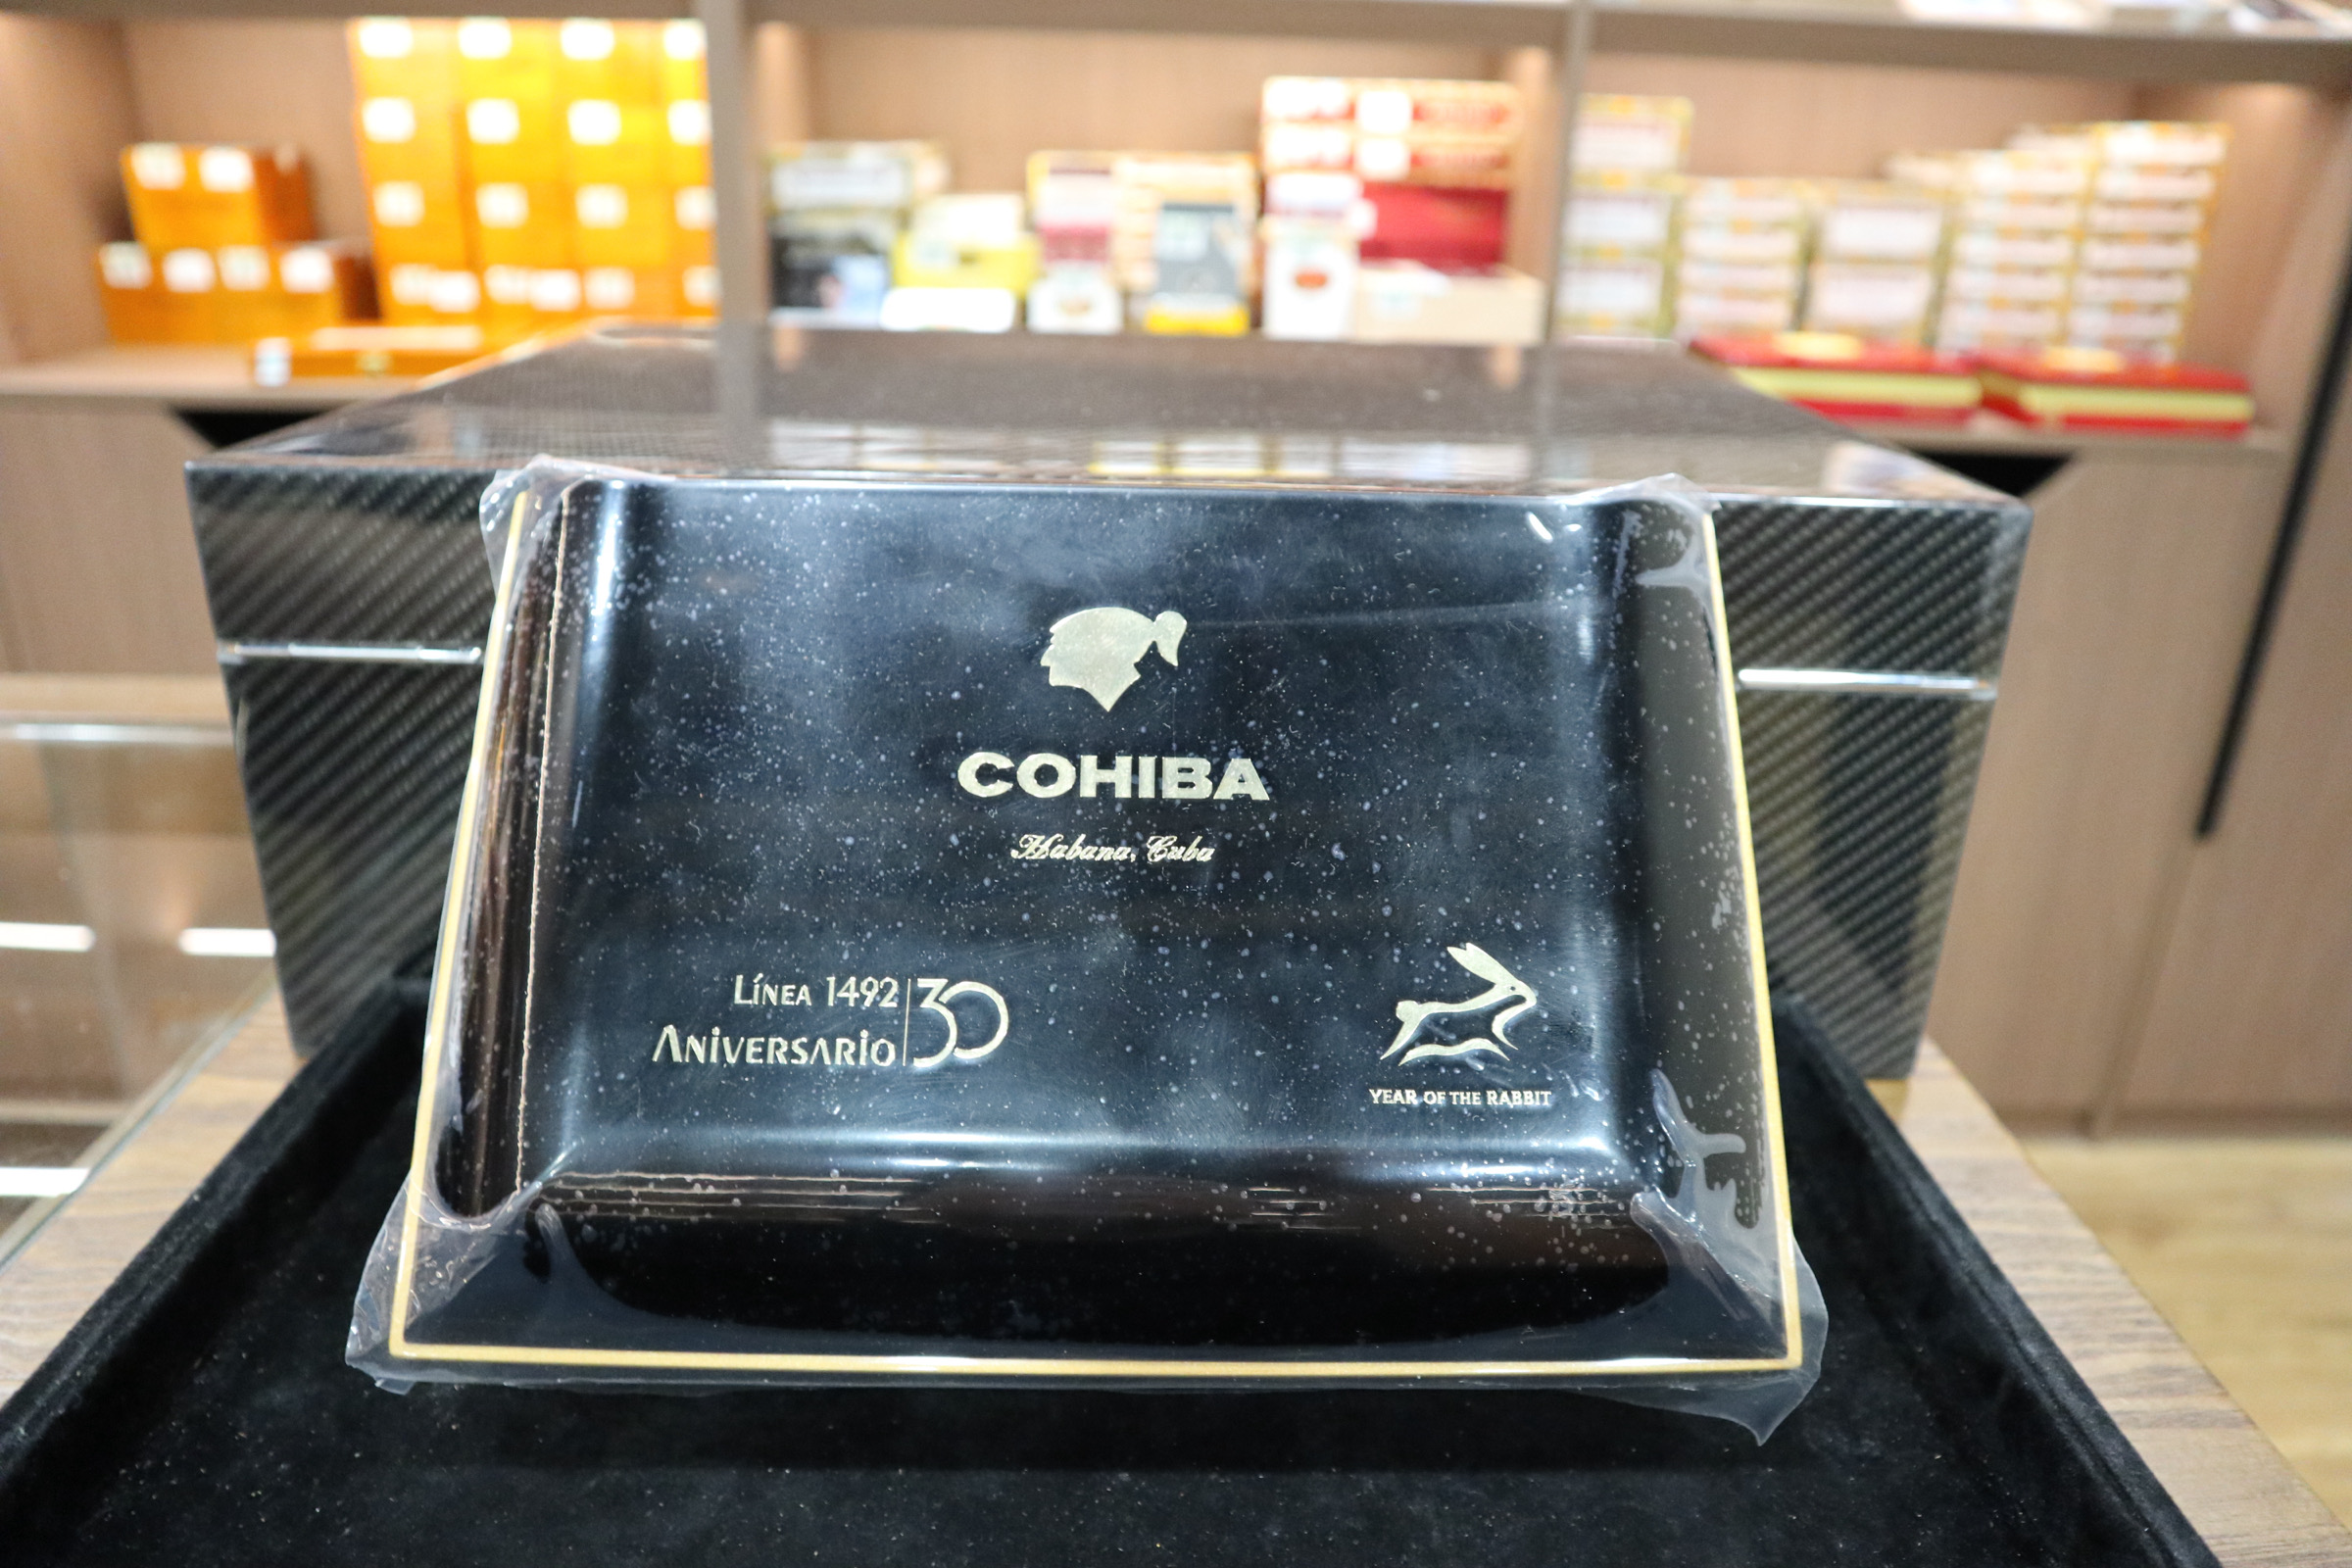 COHIBA
Habana, Cuba
LÍNEA 1492
ANIVERSARIO
30
YEAR OF THE RABBIT